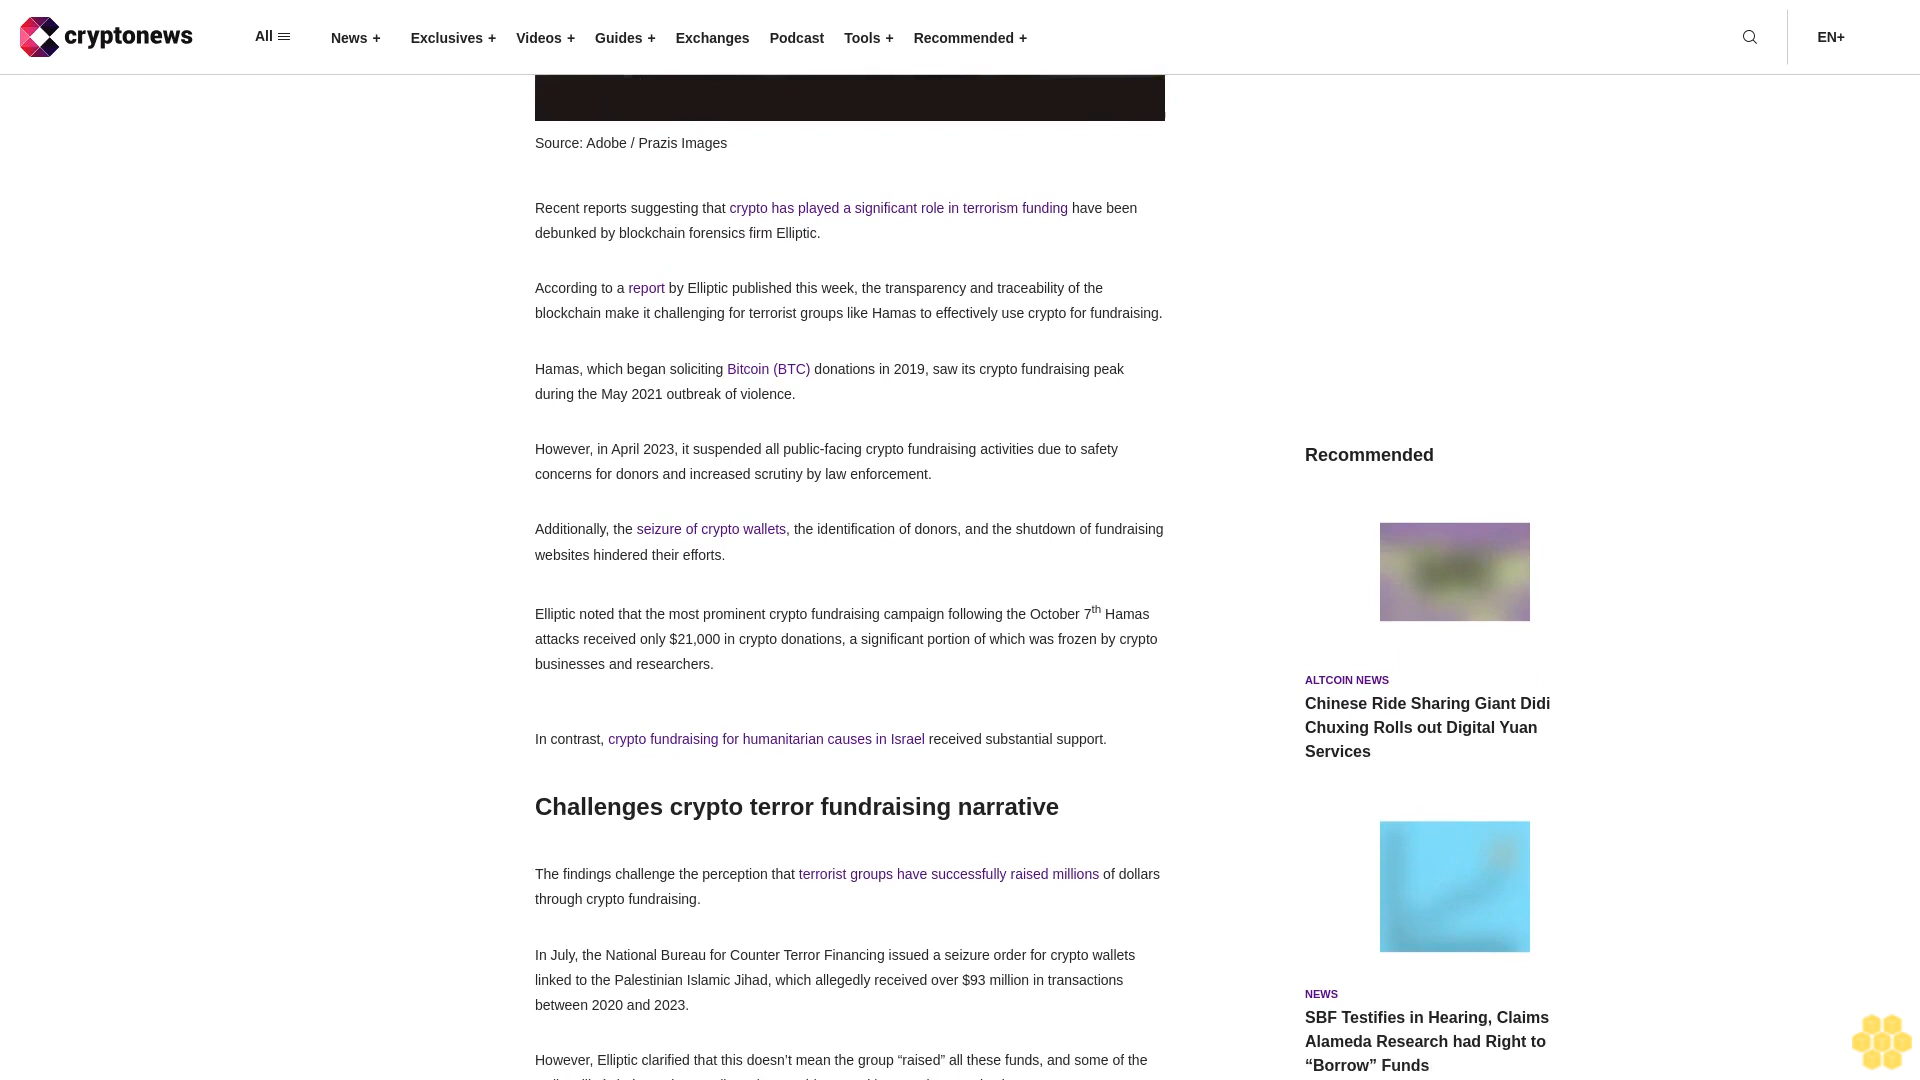 cryptonews
All
News +
Exclusives +
Videos +
Guides +
Exchanges
Podcast
Tools +
Recommended +
EN+
Source: Adobe / Prazis Images
Recent reports suggesting that crypto has played a significant role in terrorism funding have been
debunked by blockchain forensics firm Elliptic.
According to a report by Elliptic published this week, the transparency and traceability of the
blockchain make it challenging for terrorist groups like Hamas to effectively use crypto for fundraising.
Hamas, which began soliciting Bitcoin (BTC) donations in 2019, saw its crypto fundraising peak
during the May 2021 outbreak of violence.
However, in April 2023, it suspended all public-facing crypto fundraising activities due to safety
concerns for donors and increased scrutiny by law enforcement.
Additionally, the seizure of crypto wallets, the identification of donors, and the shutdown of fundraising
websites hindered their efforts.
Elliptic noted that the most prominent crypto fundraising campaign following the October 7th Hamas
attacks received only $21,000 in crypto donations, a significant portion of which was frozen by crypto
businesses and researchers.
In contrast, crypto fundraising for humanitarian causes in Israel received substantial support.
Challenges crypto terror fundraising narrative
The findings challenge the perception that terrorist groups have successfully raised millions of dollars
through crypto fundraising.
In July, the National Bureau for Counter Terror Financing issued a seizure order for crypto wallets
linked to the Palestinian Islamic Jihad, which allegedly received over $93 million in transactions
between 2020 and 2023.
However, Elliptic clarified that this doesn’t mean the group “raised” all these funds, and some of the
Recommended
ALTCOIN NEWS
Chinese Ride Sharing Giant Didi
Chuxing Rolls out Digital Yuan
Services
NEWS
SBF Testifies in Hearing, Claims
Alameda Research had Right to
“Borrow” Funds